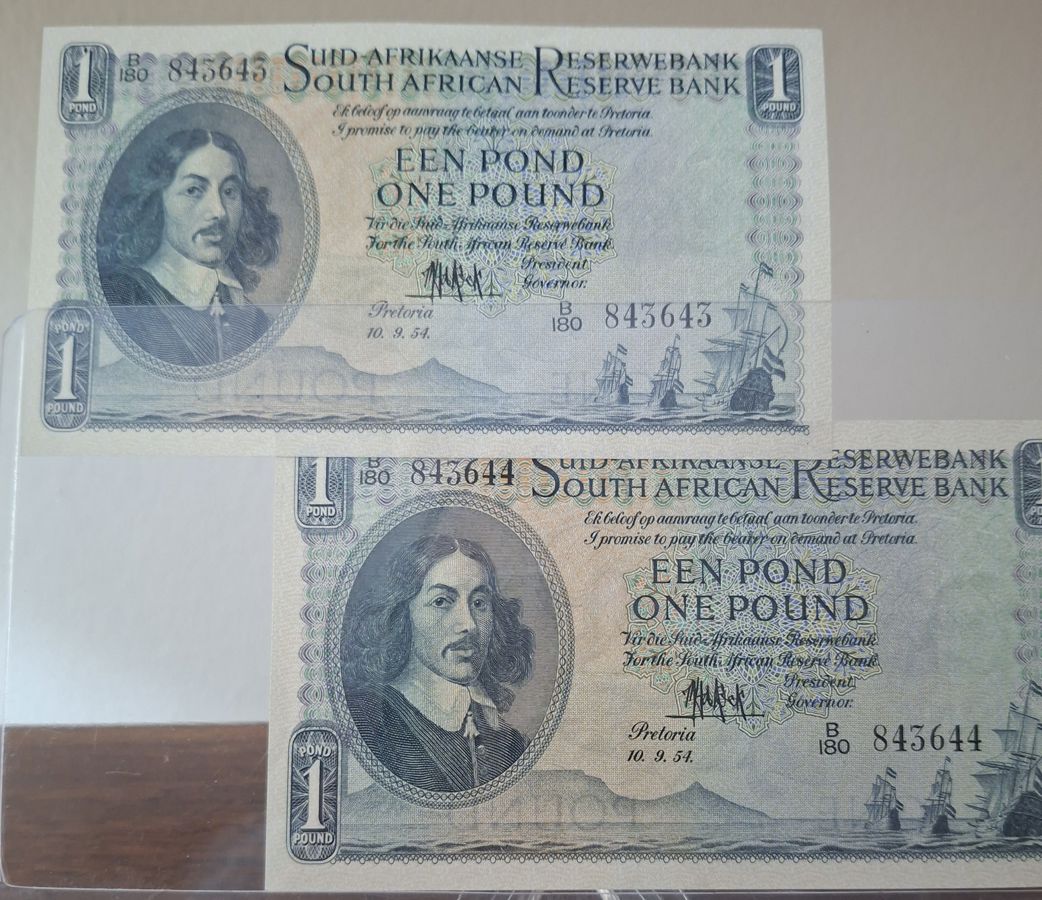 1 POND
B/180 843643
SUID-AFRIKAANSE RESERWEBANK
SOUTH AFRICAN RESERVE BANK
1 POUND
Ek beloof op aanvraag te betaal aan toonder te Pretoria.
I promise to pay the bearer on demand at Pretoria.
EEN POND
ONE POUND
Vir die Suid-Afrikaanse Reserwebank
For the South African Reserve Bank
President
Governor.
Pretoria
10. 9. 54.
B/180 843643
POND 1 POUND
1 POND
B/180 843644
SUID-AFRIKAANSE RESERWEBANK
SOUTH AFRICAN RESERVE BANK
Ek beloof op aanvraag te betaal aan toonder te Pretoria.
I promise to pay the bearer on demand at Pretoria.
EEN POND
ONE POUND
Vir die Suid-Afrikaanse Reserwebank
For the South African Reserve Bank
President
Governor.
Pretoria
10. 9. 54.
B/180 843644
POND 1 POUND